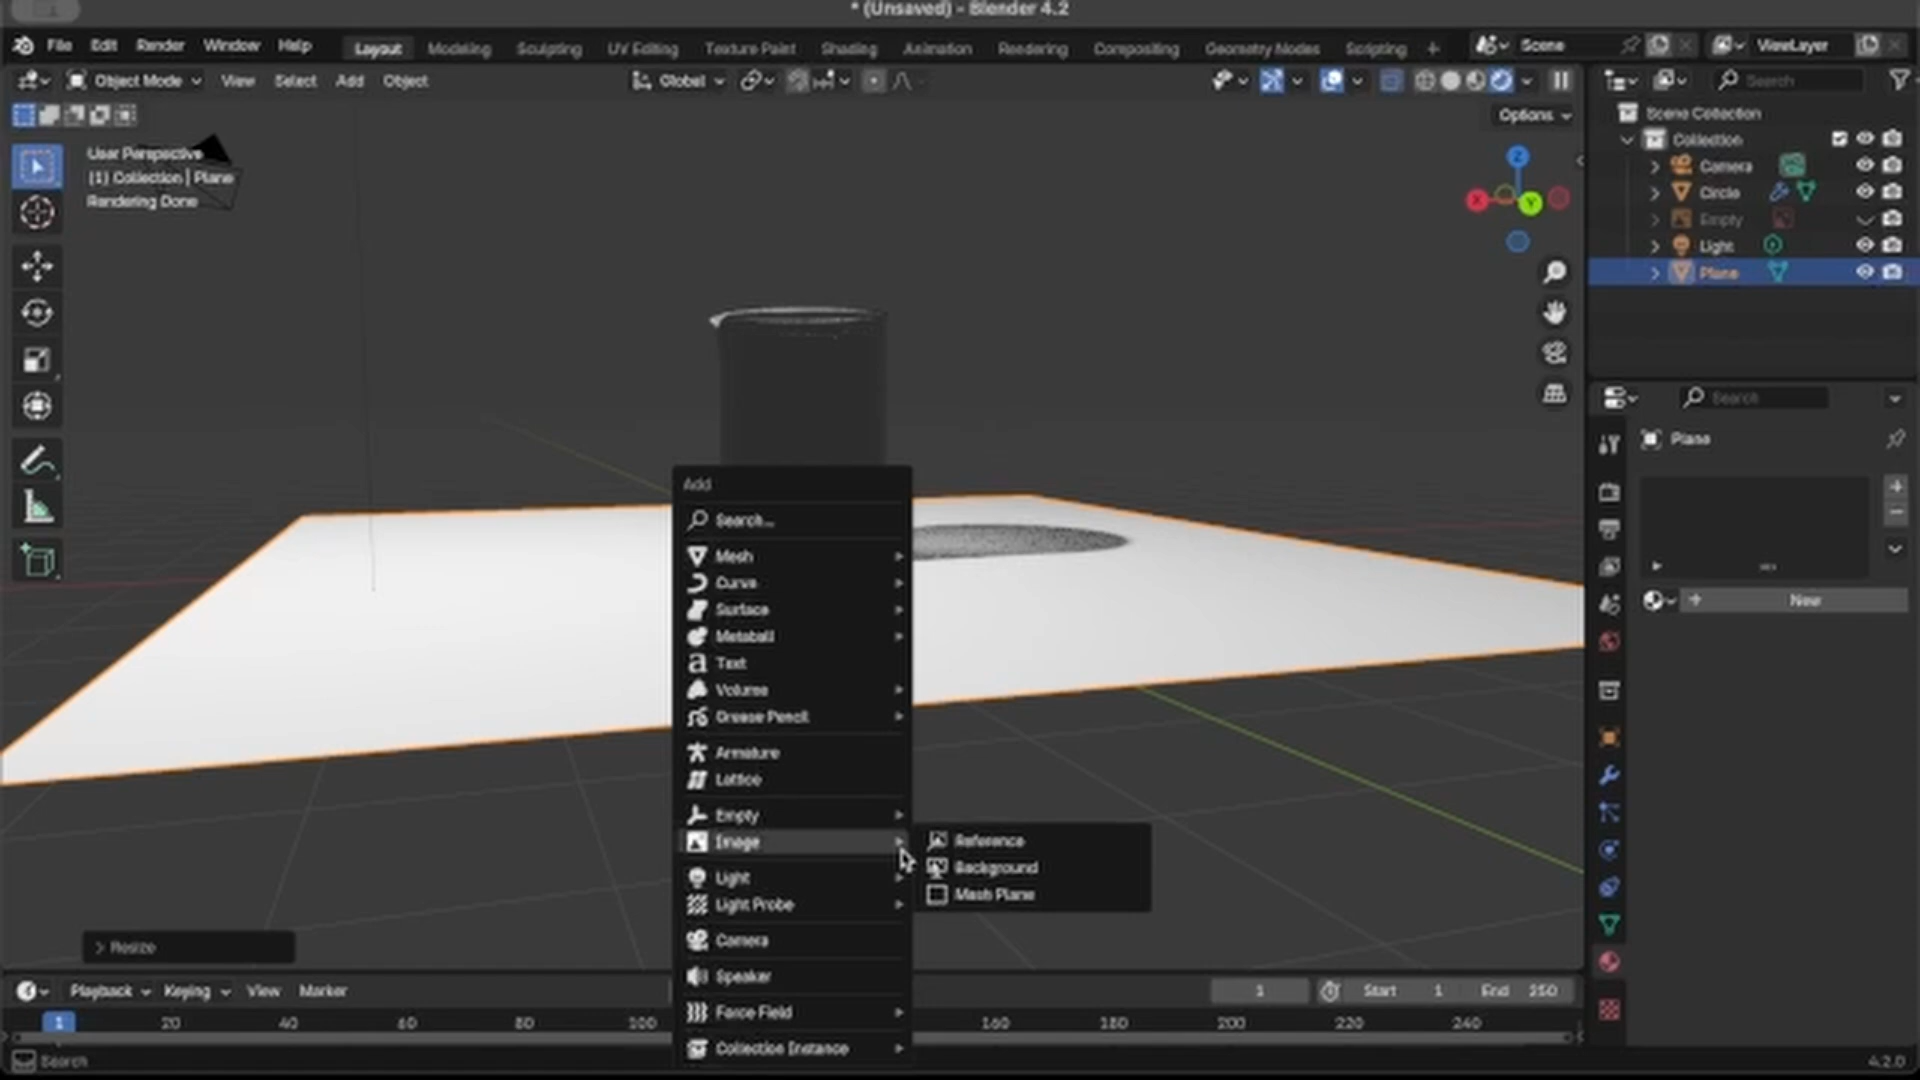 * (Unsaved) - Blender 4.2
File Edit Render Window Help Layout Modeling Sculpting UV Editing Texture Paint Shading Animation Rendering Compositing Geometry Nodes Scripting + Scene ViewLayer
Object Mode View Select Add Object Global Search
Options
User Perspective
(1) Collection | Plane
Rendering Done
Z
X
Y
Scene Collection
Collection
Camera
Circle
Empty
Light
Plane
Search
Plane
New
Add
Search...
Mesh
Curve
Surface
Metaball
Text
Volume
Grease Pencil
Armature
Lattice
Empty
Image
Light
Light Probe
Camera
Speaker
Force Field
Collection Instance
Reference
Background
Mesh Plane
Resize
Playback Keying View Marker 1 Start 1 End 250
1 20 40 60 80 100 160 180 200 220 240
Search 4.2.0